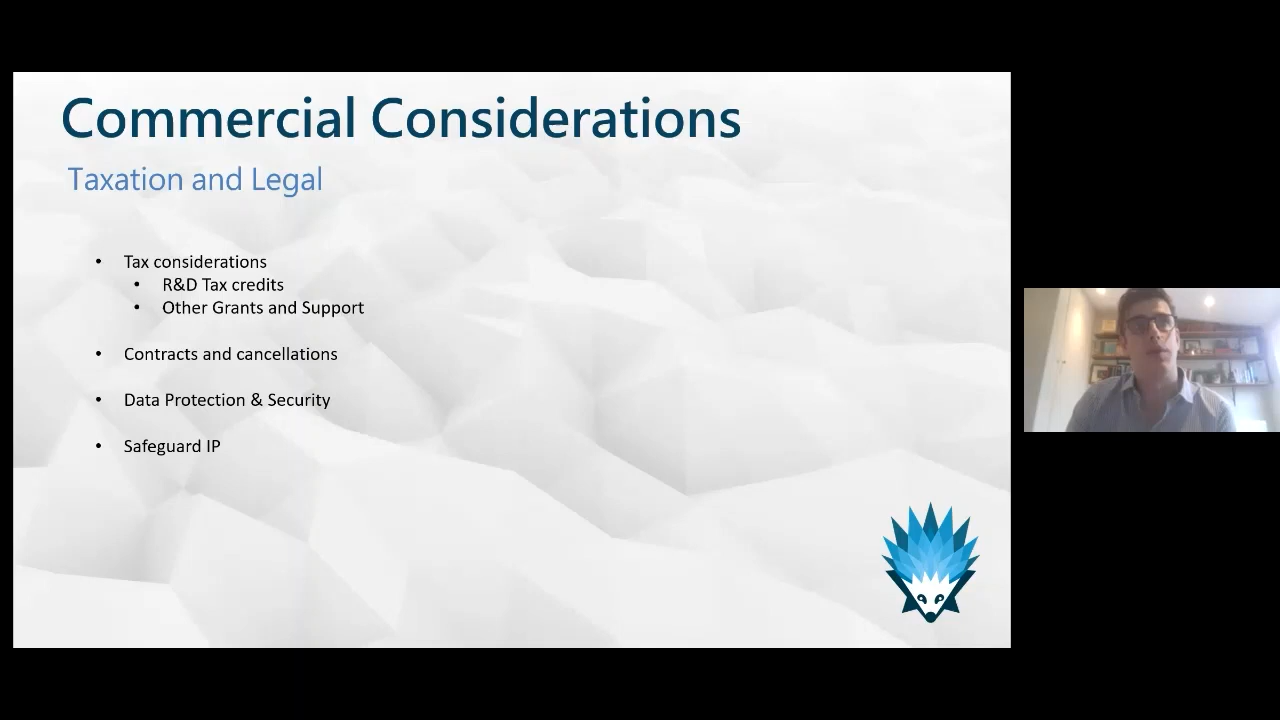 Commercial Considerations
Taxation and Legal
• Tax considerations
• R&D Tax credits
• Other Grants and Support
• Contracts and cancellations
• Data Protection & Security
• Safeguard IP